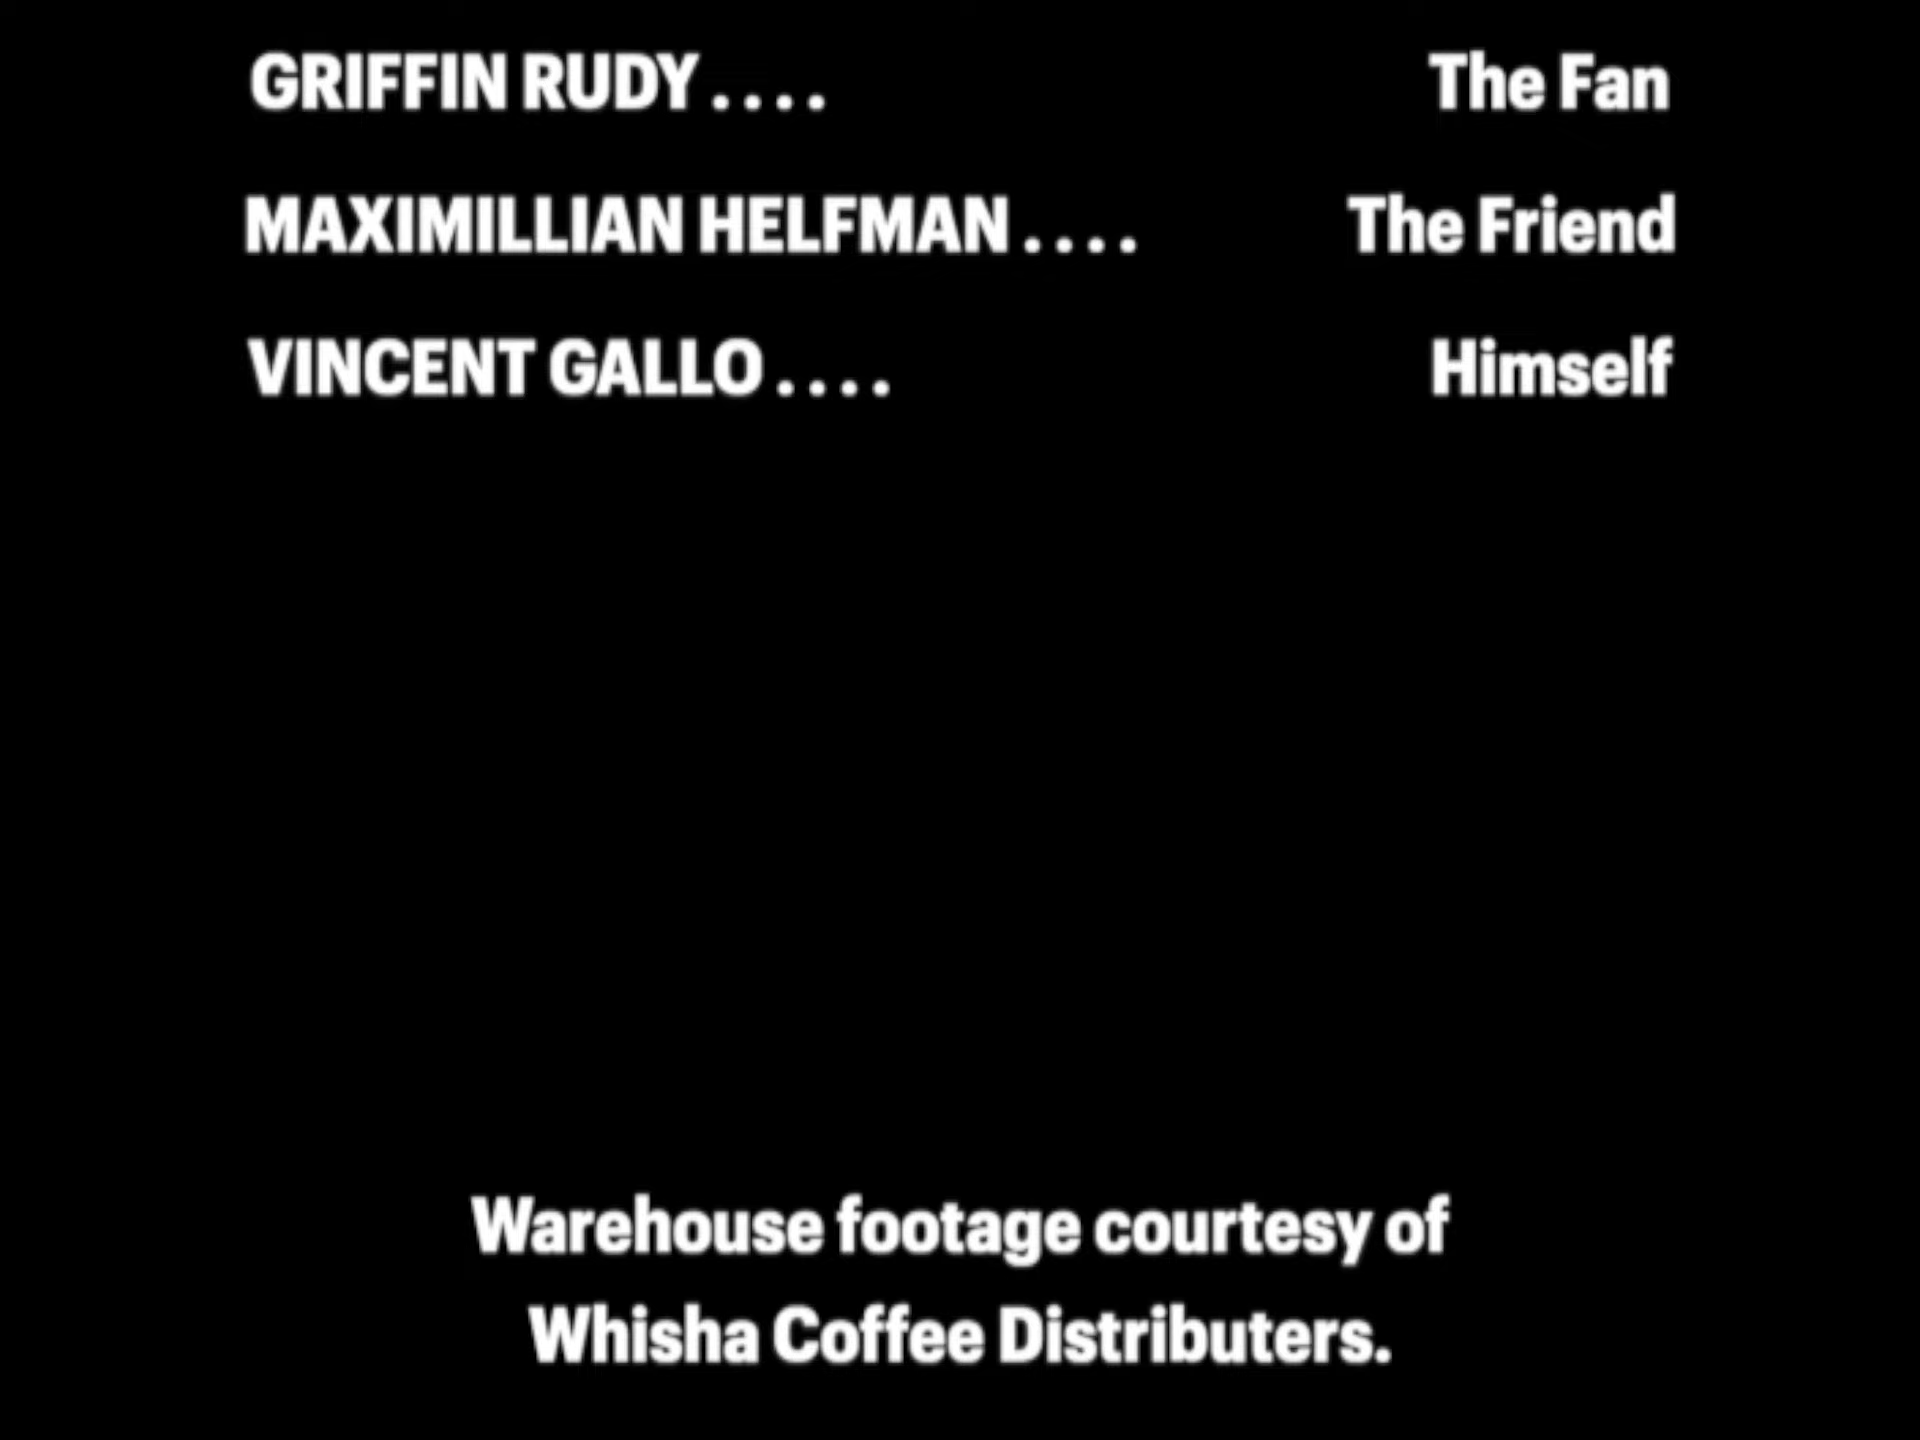 GRIFFIN RUDY.... The Fan
MAXIMILLIAN HELFMAN.... The Friend
VINCENT GALLO.... Himself
Warehouse footage courtesy of
Whisha Coffee Distributers.